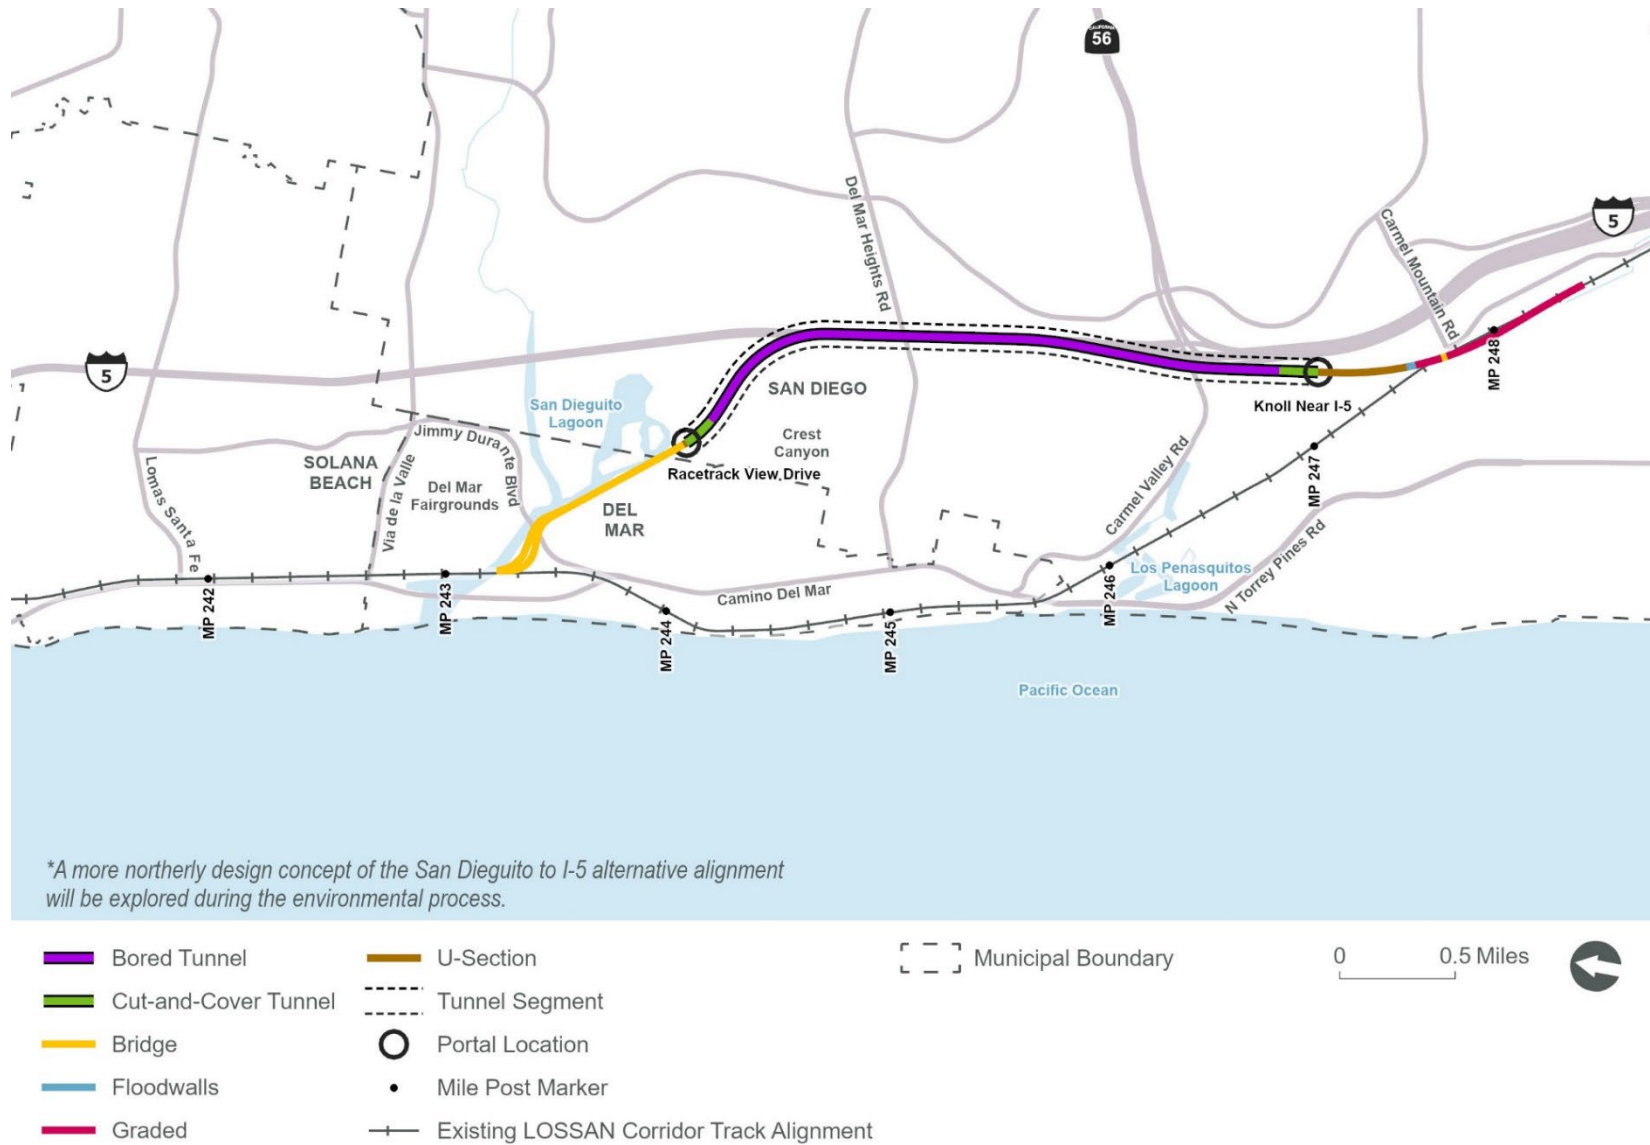 CALIFORNIA
56
5
Del Mar Heights Rd
Carmel Mountain Rd
5
San Dieguito
Lagoon
SAN DIEGO
Crest
Canyon
Knoll Near I-5
MP 248
Racetrack View Drive
Jimmy Durante Blvd
SOLANA
BEACH
Del Mar
Fairgrounds
Via de la Valle
Lomas Santa Fe
DEL
MAR
Carmel Valley Rd
MP 247
N Torrey Pines Rd
Los Penasquitos
Lagoon
Camino Del Mar
MP 242
MP 243
MP 244
MP 245
MP 246
Pacific Ocean
*A more northerly design concept of the San Dieguito to I-5 alternative alignment
will be explored during the environmental process.
Bored Tunnel
Cut-and-Cover Tunnel
Bridge
Floodwalls
Graded
U-Section
Tunnel Segment
Portal Location
Mile Post Marker
Existing LOSSAN Corridor Track Alignment
Municipal Boundary
0 0.5 Miles